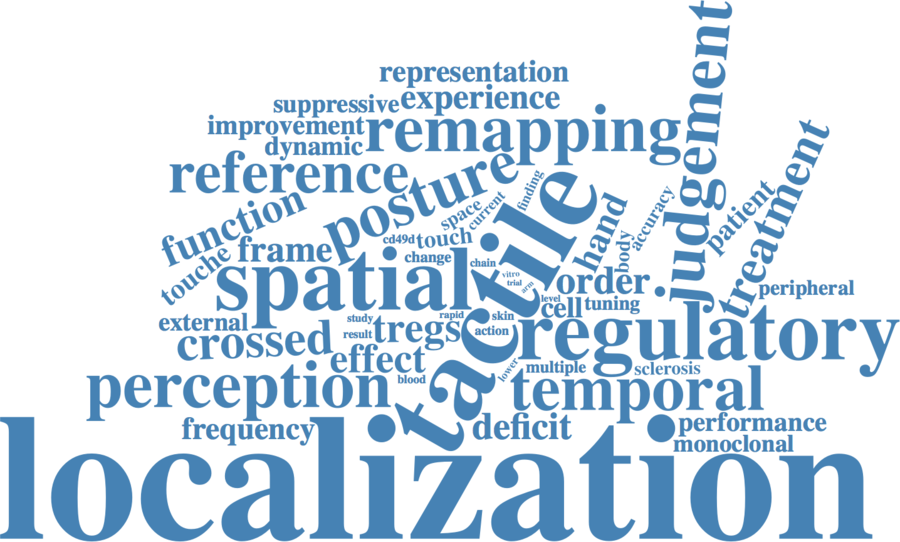 judgement
representation
suppressive experience
improvement remapping
dynamic
reference
posture
treatment
patient
function
tactile
finding
space
current
hand
accuracy
body
frame
cd49d touch
touche
spatial
change
chain
vitro
trial
arm
order
level
cell tuning
peripheral
external
study
rapid
skin
result
tregs
action
regulatory
crossed
effect
lower
multiple
sclerosis
perception
blood
temporal
frequency
deficit
performance
monoclonal
localization